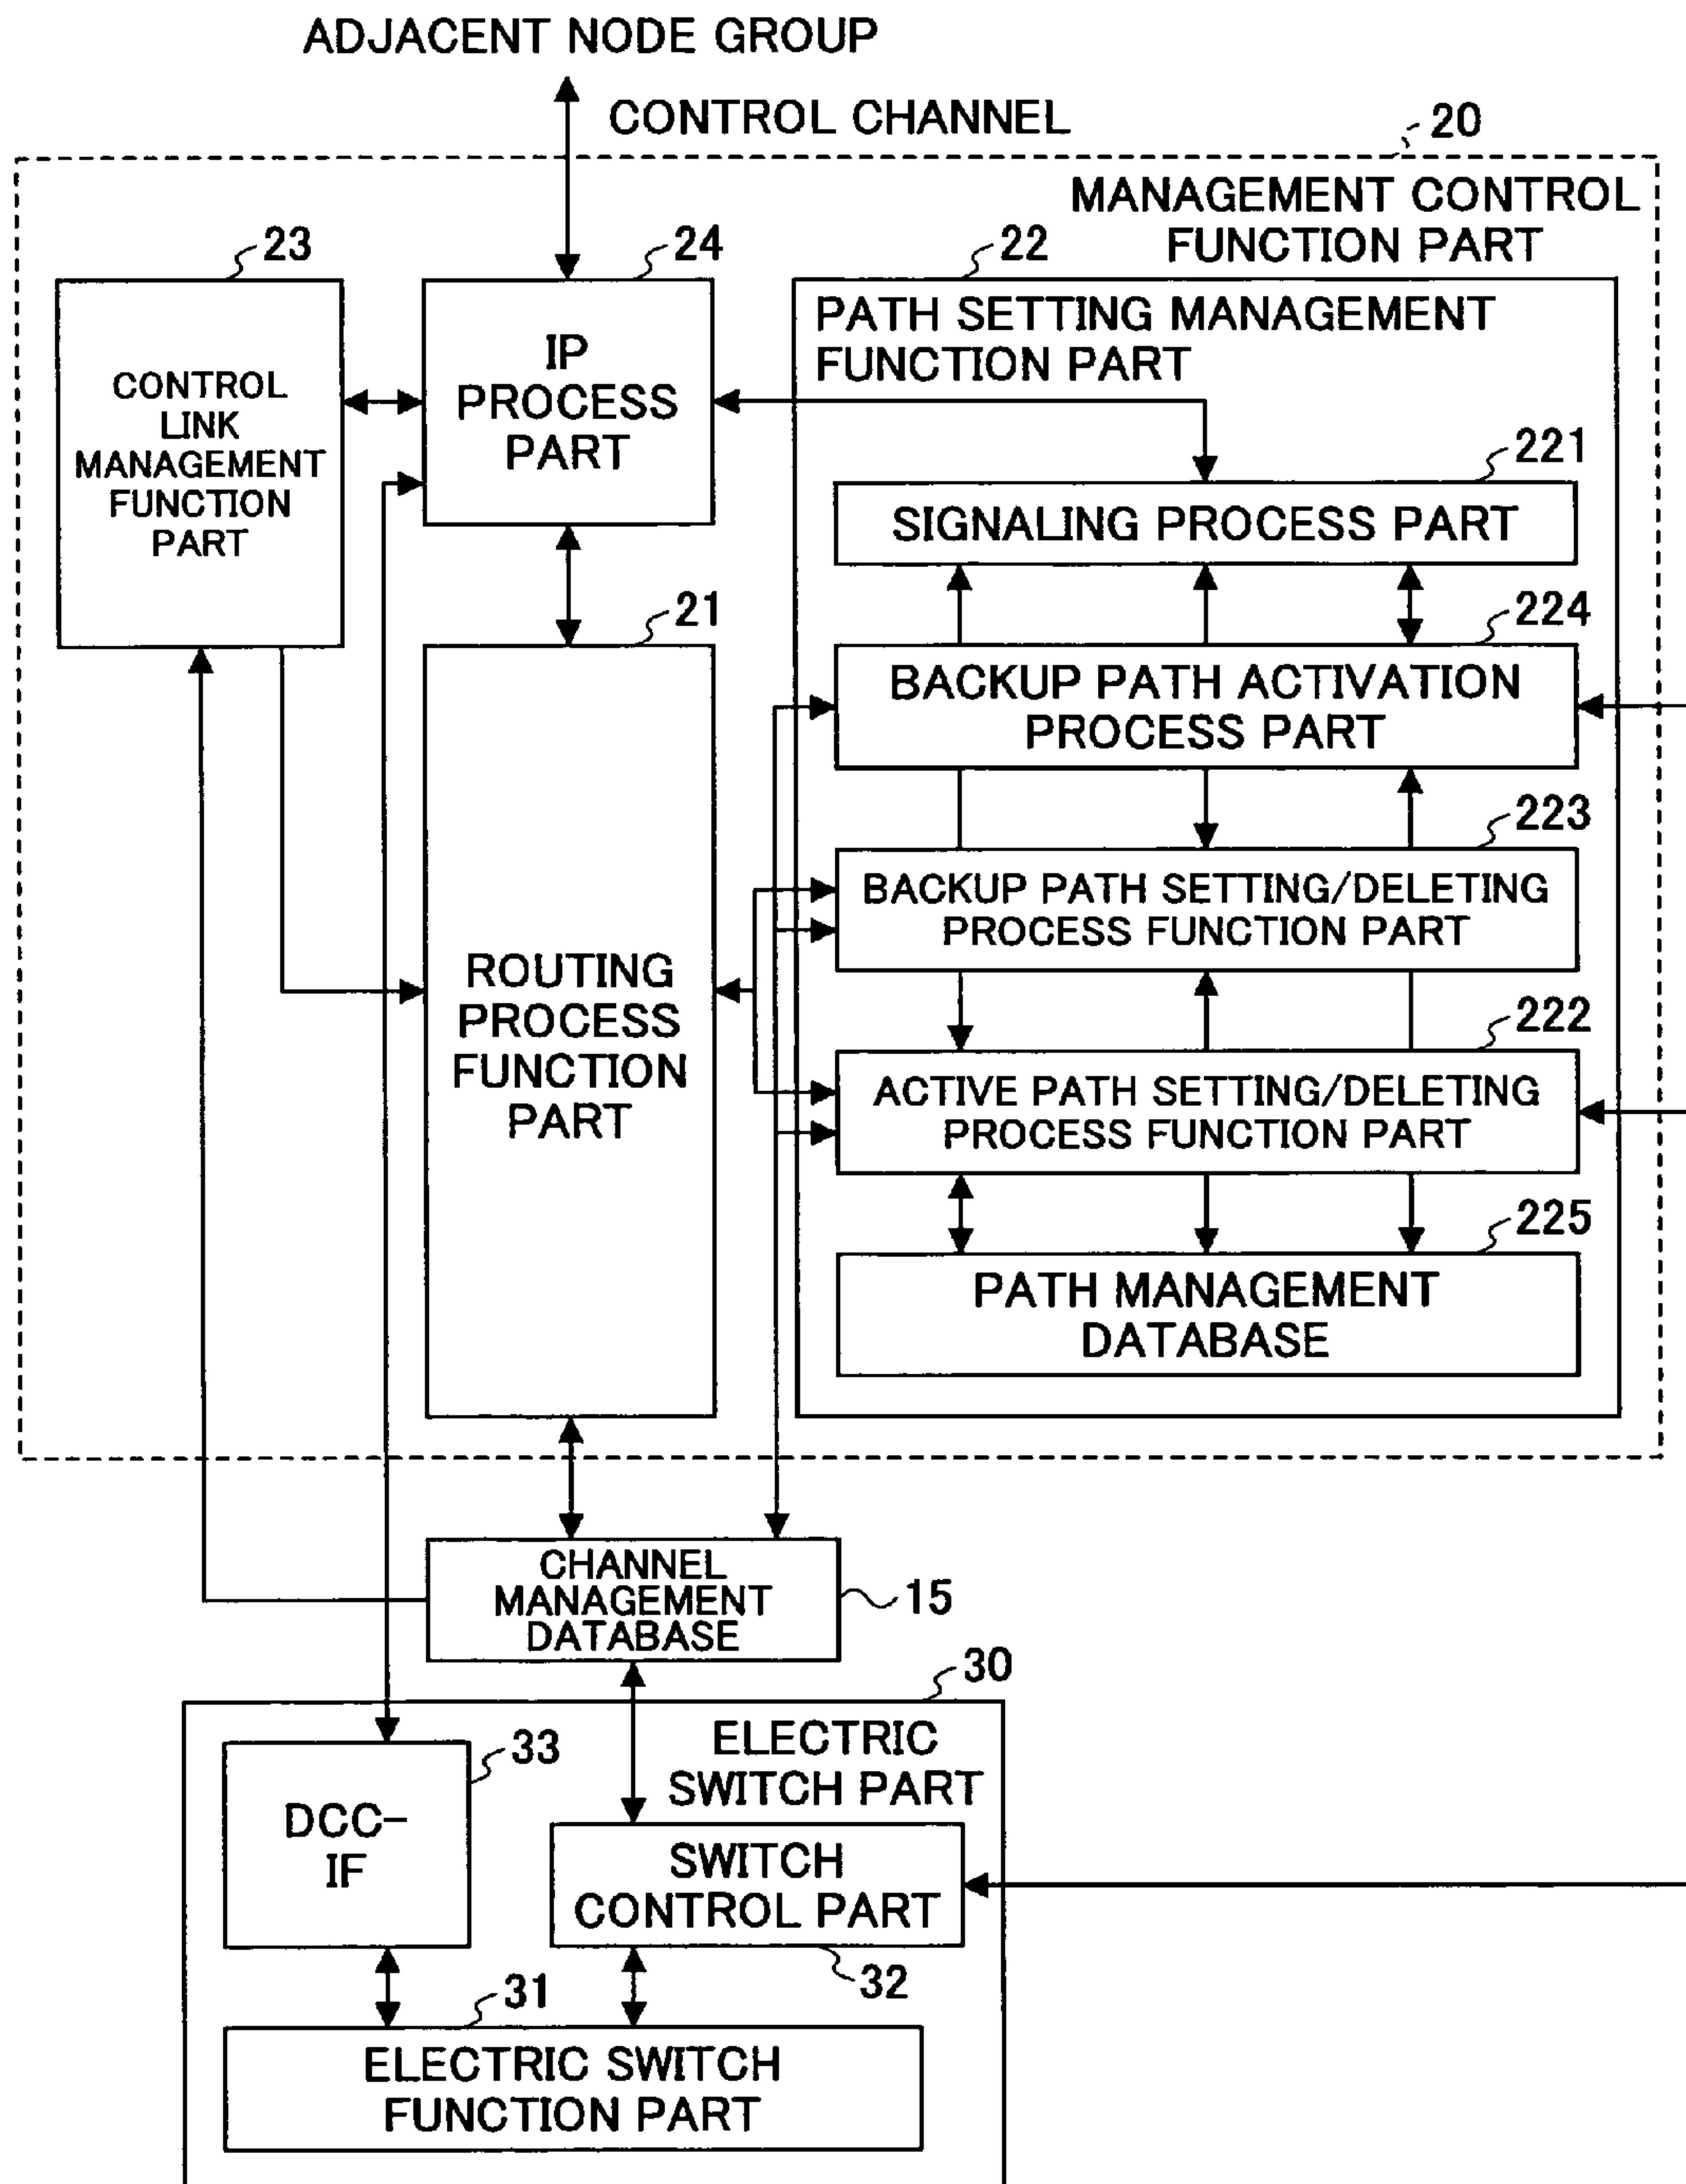 ADJACENT NODE GROUP
CONTROL CHANNEL
20
MANAGEMENT CONTROL
FUNCTION PART
23
24
22
CONTROL
LINK
MANAGEMENT
FUNCTION
PART
IP
PROCESS
PART
PATH SETTING MANAGEMENT
FUNCTION PART
221
SIGNALING PROCESS PART
21
224
BACKUP PATH ACTIVATION
PROCESS PART
223
BACKUP PATH SETTING/DELETING
PROCESS FUNCTION PART
ROUTING
PROCESS
FUNCTION
PART
222
ACTIVE PATH SETTING/DELETING
PROCESS FUNCTION PART
225
PATH MANAGEMENT
DATABASE
CHANNEL
MANAGEMENT
DATABASE
15
30
ELECTRIC
SWITCH PART
33
DCC-
IF
SWITCH
CONTROL PART
32
31
ELECTRIC SWITCH
FUNCTION PART